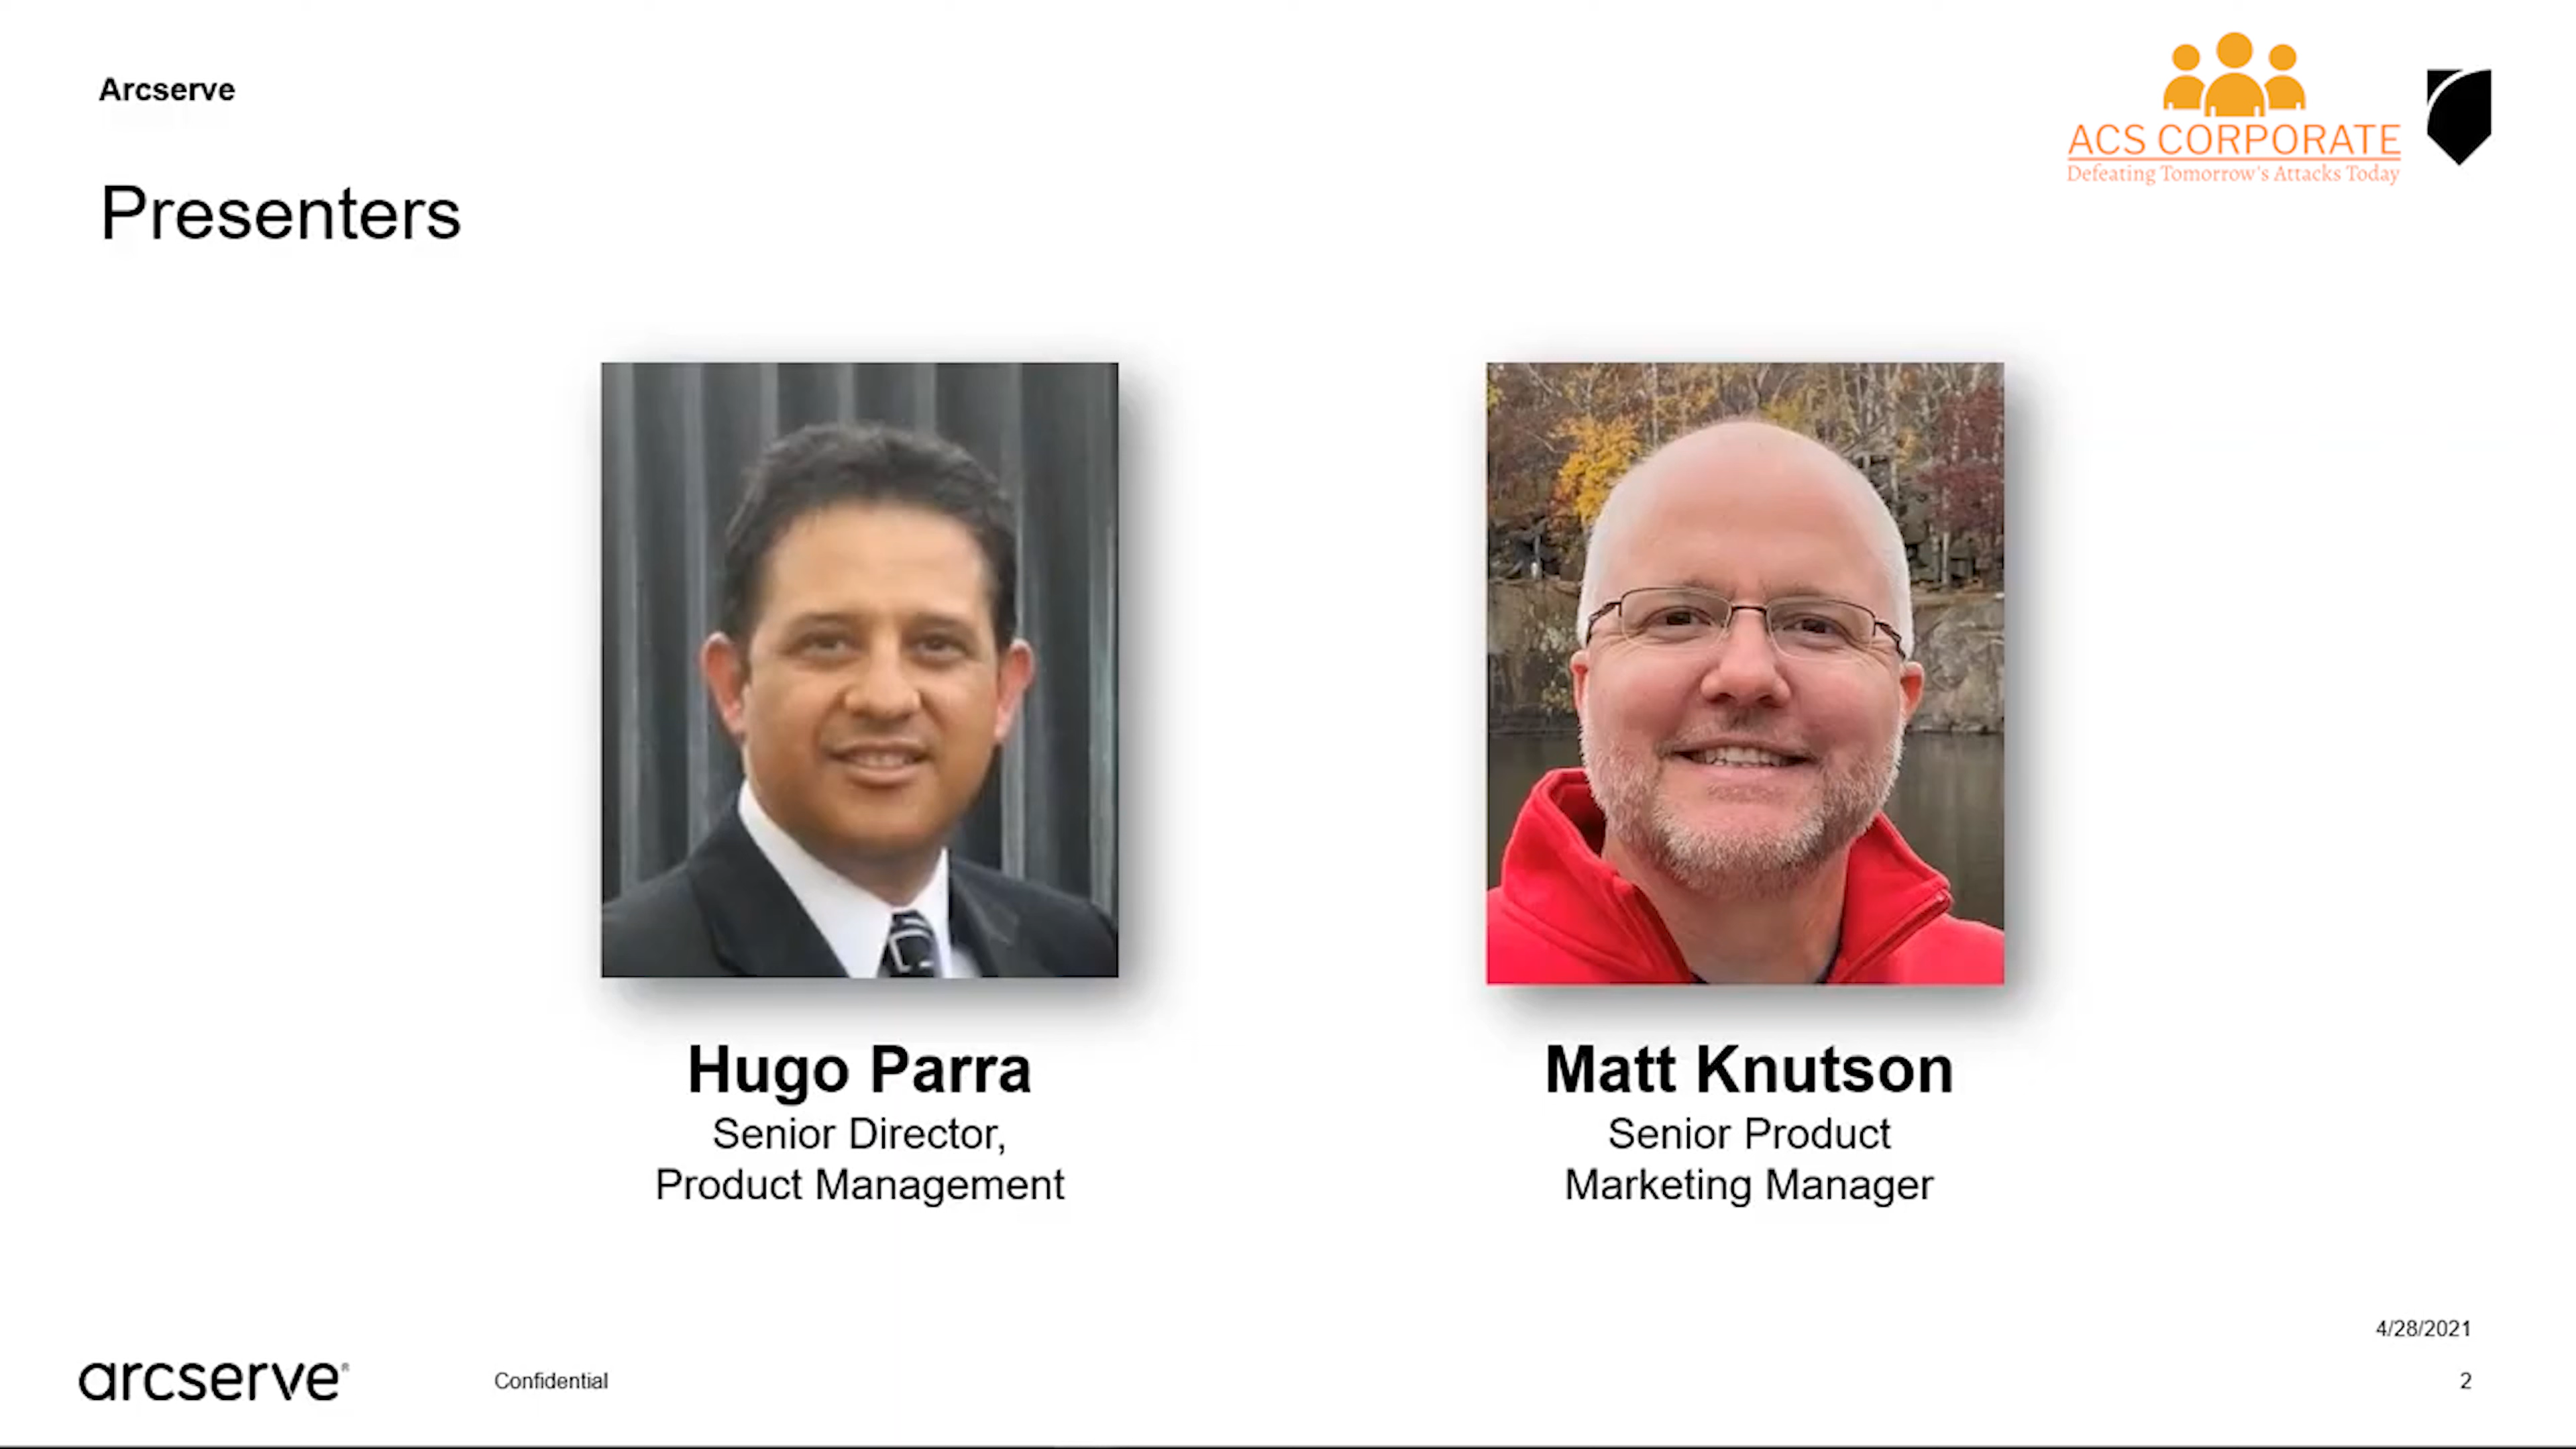 Arcserve
ACS CORPORATE
Defeating Tomorrow's Attacks Today
Presenters
Hugo Parra
Senior Director,
Product Management
Matt Knutson
Senior Product
Marketing Manager
4/28/2021
arcserve®
Confidential
2